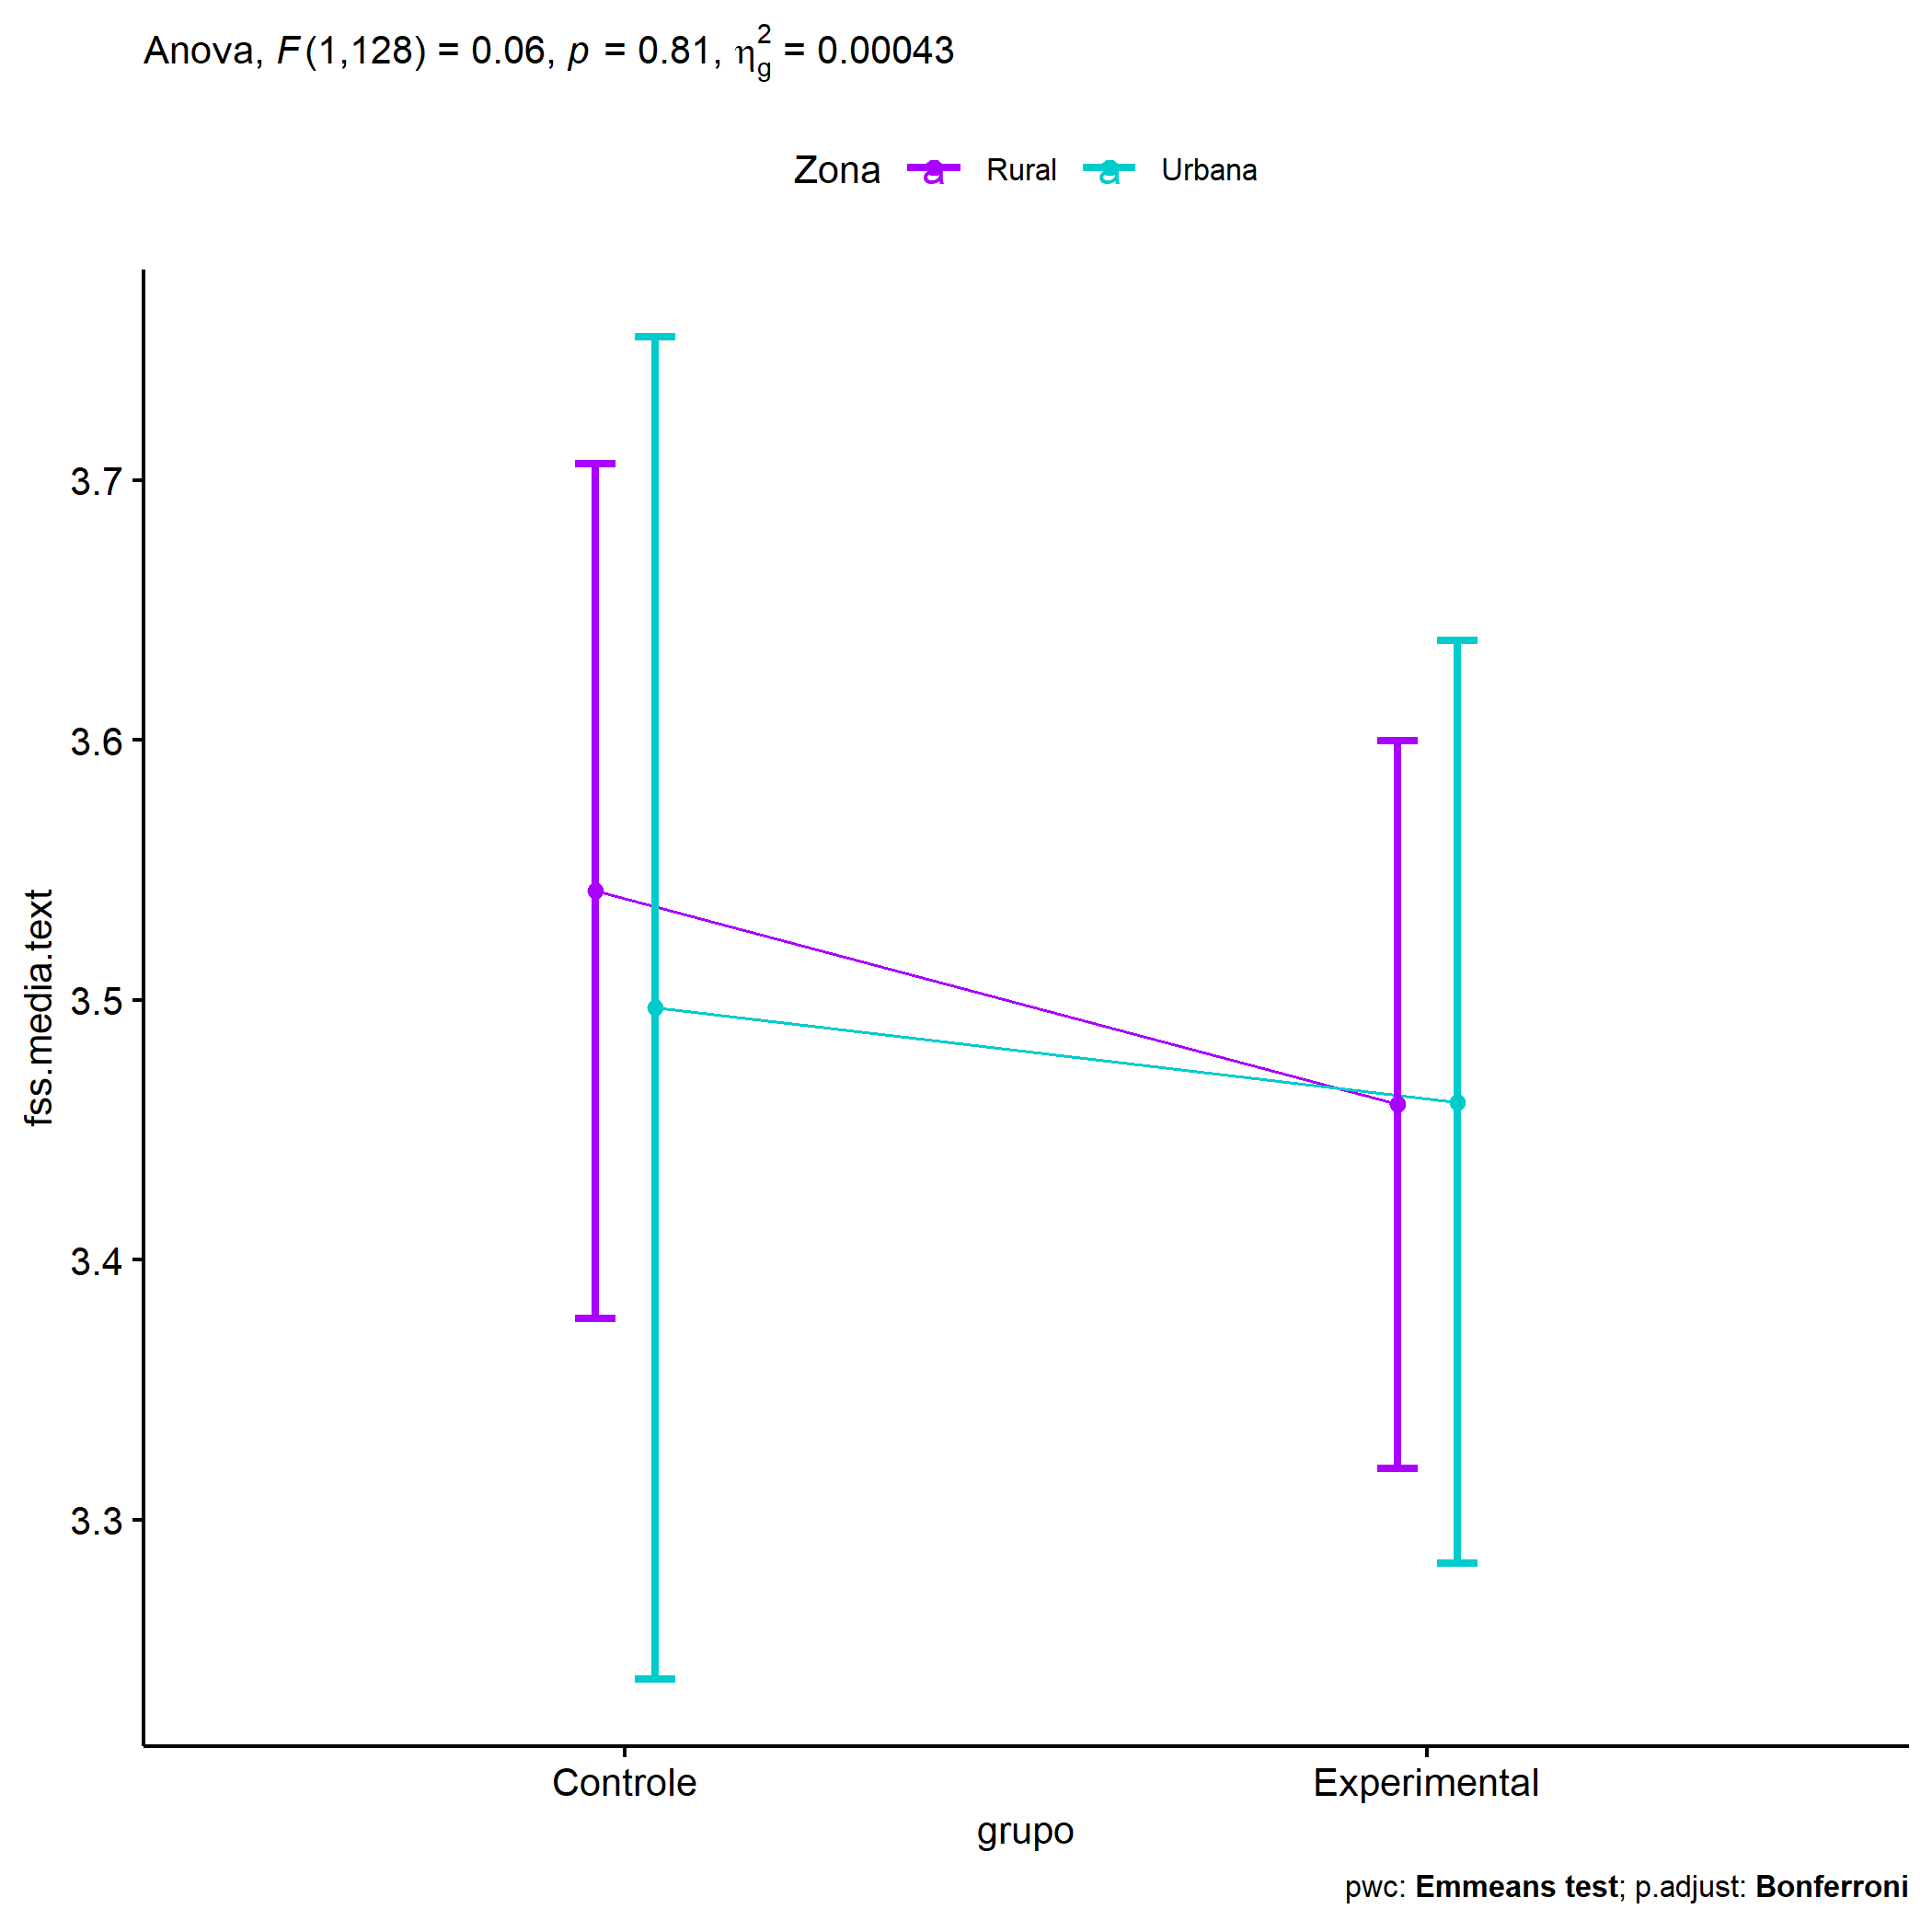 Anova, F(1,128) = 0.06, p = 0.81, η²g = 0.00043
Zona a Rural a Urbana
fss.media.text
3.7
3.6
3.5
3.4
3.3
Controle Experimental
grupo
pwc: Emmeans test; p.adjust: Bonferroni